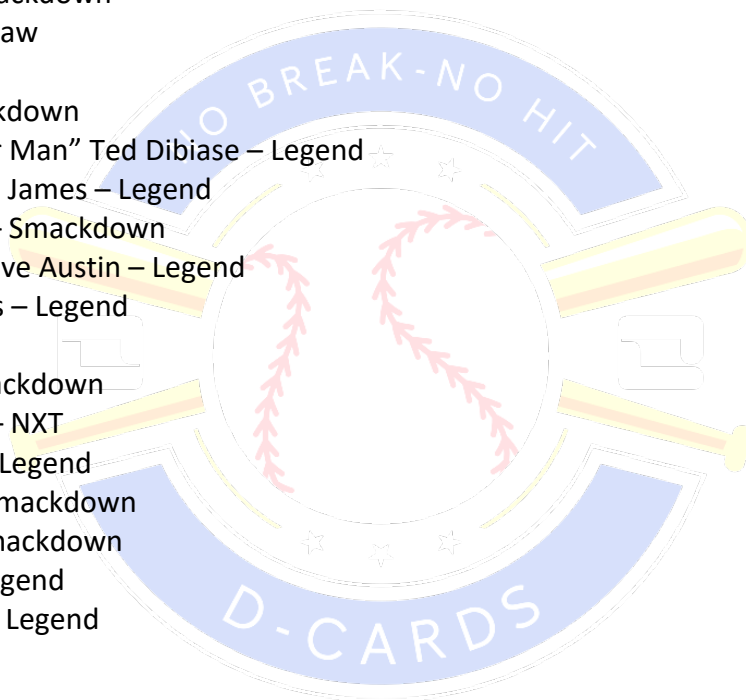 ackdown
aw
kdown
r Man” Ted Dibiase – Legend
James – Legend
– Smackdown
ve Austin – Legend
s – Legend
ackdown
– NXT
Legend
mackdown
mackdown
gend
Legend
NO BREAK-NO HIT
D-CARDS